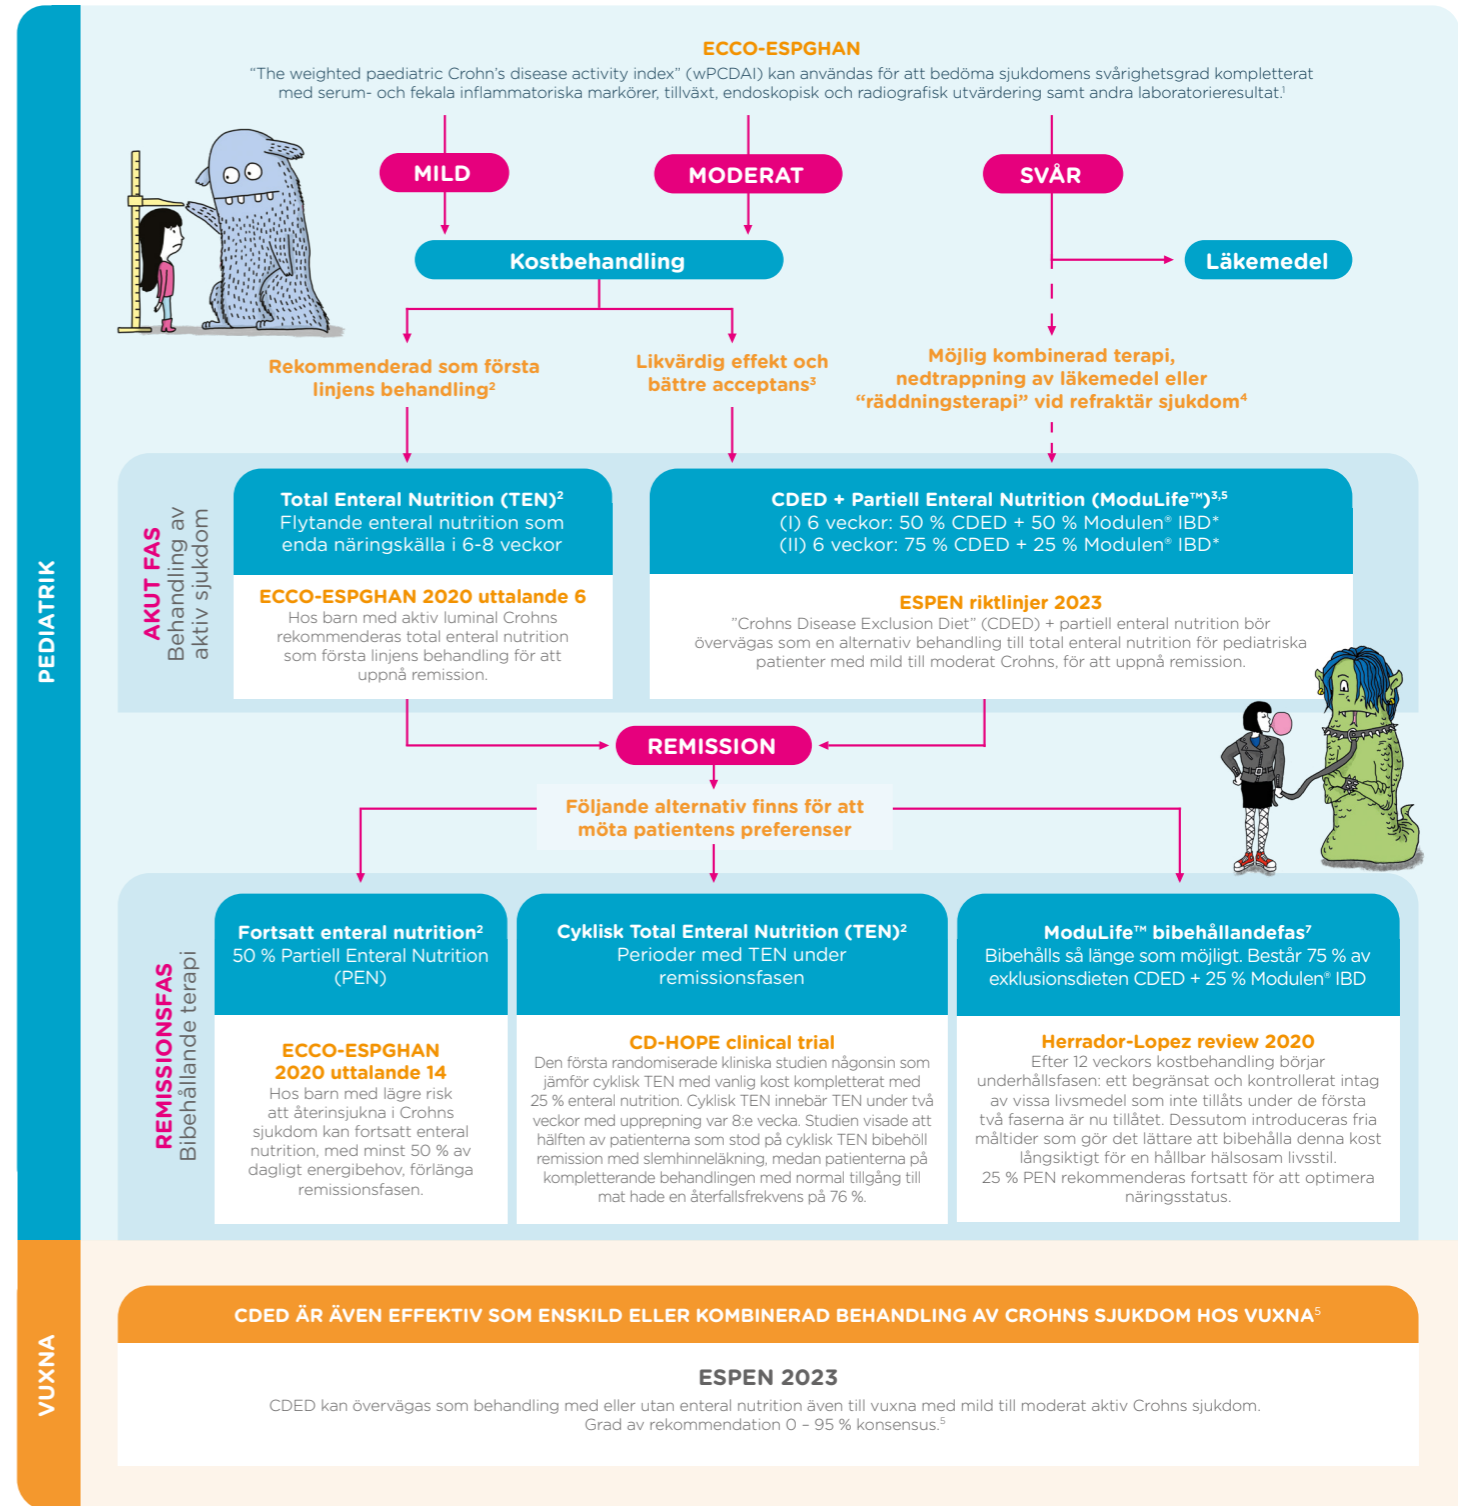 ECCO-ESPGHAN
“The weighted paediatric Crohn’s disease activity index” (wPCDAI) kan användas för att bedöma sjukdomens svårighetsgrad kompletterat
med serum- och fekala inflammatoriska markörer, tillväxt, endoskopisk och radiografisk utvärdering samt andra laboratorieresultat.¹
MILD
MODERAT
SVÅR
Kostbehandling
Läkemedel
Rekommenderad som första
linjens behandling²
Likvärdig effekt och
bättre acceptans³
Möjlig kombinerad terapi,
nedtrappning av läkemedel eller
“räddningsterapi” vid refraktär sjukdom⁴
PEDIATRIK
AKUT FAS
Behandling av
aktiv sjukdom
Total Enteral Nutrition (TEN)²
Flytande enteral nutrition som
enda näringskälla i 6-8 veckor
ECCO-ESPGHAN 2020 uttalande 6
Hos barn med aktiv luminal Crohns
rekommenderas total enteral nutrition
som första linjens behandling för att
uppnå remission.
CDED + Partiell Enteral Nutrition (ModuLife™)³,⁵
(I) 6 veckor: 50 % CDED + 50 % Modulen® IBD*
(II) 6 veckor: 75 % CDED + 25 % Modulen® IBD*
ESPEN riktlinjer 2023
”Crohns Disease Exclusion Diet” (CDED) + partiell enteral nutrition bör
övervägas som en alternativ behandling till total enteral nutrition för pediatriska
patienter med mild till moderat Crohns, för att uppnå remission.
REMISSION
Följande alternativ finns för att
möta patientens preferenser
REMISSIONSFAS
Bibehållande terapi
Fortsatt enteral nutrition²
50 % Partiell Enteral Nutrition
(PEN)
ECCO-ESPGHAN
2020 uttalande 14
Hos barn med lägre risk
att återinsjukna i Crohns
sjukdom kan fortsatt enteral
nutrition, med minst 50 % av
dagligt energibehov, förlänga
remissionsfasen.
Cyklisk Total Enteral Nutrition (TEN)²
Perioder med TEN under
remissionsfasen
CD-HOPE clinical trial
Den första randomiserade kliniska studien någonsin som
jämför cyklisk TEN med vanlig kost kompletterat med
25 % enteral nutrition. Cyklisk TEN innebär TEN under två
veckor med upprepning var 8:e vecka. Studien visade att
hälften av patienterna som stod på cyklisk TEN bibehöll
remission med slemhinneläkning, medan patienterna på
kompletterande behandlingen med normal tillgång till
mat hade en återfallsfrekvens på 76 %.
ModuLife™ bibehållandefas⁷
Bibehålls så länge som möjligt. Består 75 % av
exklusionsdieten CDED + 25 % Modulen® IBD
Herrador-Lopez review 2020
Efter 12 veckors kostbehandling börjar
underhållsfasen: ett begränsat och kontrollerat intag
av vissa livsmedel som inte tillåts under de första
två faserna är nu tillåtet. Dessutom introduceras fria
måltider som gör det lättare att bibehålla denna kost
långsiktigt för en hållbar hälsosam livsstil.
25 % PEN rekommenderas fortsatt för att optimera
näringsstatus.
VUXNA
CDED ÄR ÄVEN EFFEKTIV SOM ENSKILD ELLER KOMBINERAD BEHANDLING AV CROHNS SJUKDOM HOS VUXNA⁵
ESPEN 2023
CDED kan övervägas som behandling med eller utan enteral nutrition även till vuxna med mild till moderat aktiv Crohns sjukdom.
Grad av rekommendation 0 – 95 % konsensus.⁵